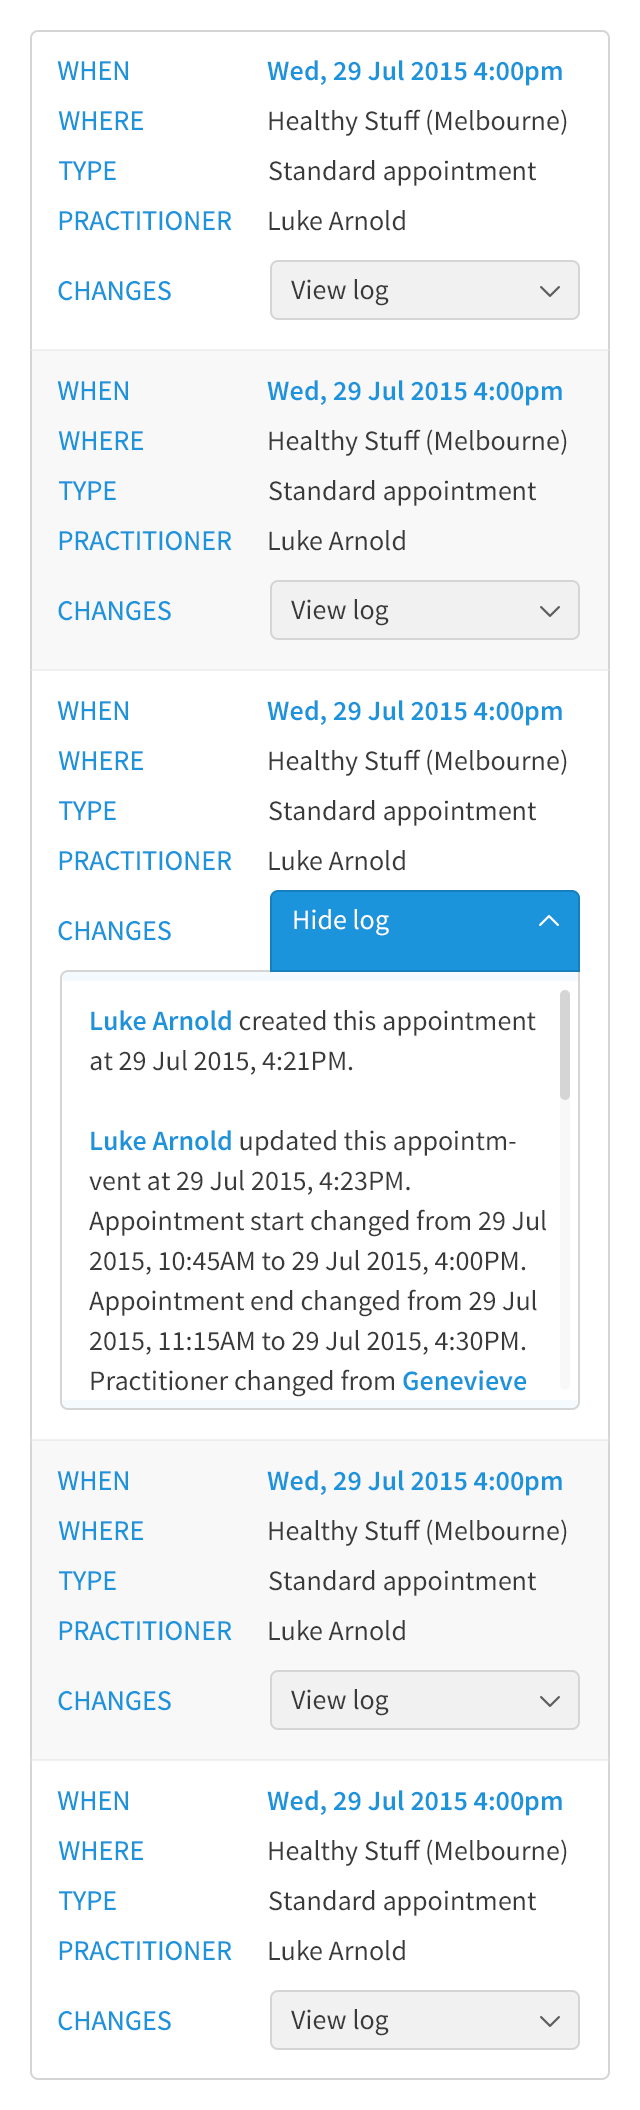 WHEN Wed, 29 Jul 2015 4:00pm
WHERE Healthy Stuff (Melbourne)
TYPE Standard appointment
PRACTITIONER Luke Arnold
CHANGES View log
WHEN Wed, 29 Jul 2015 4:00pm
WHERE Healthy Stuff (Melbourne)
TYPE Standard appointment
PRACTITIONER Luke Arnold
CHANGES View log
WHEN Wed, 29 Jul 2015 4:00pm
WHERE Healthy Stuff (Melbourne)
TYPE Standard appointment
PRACTITIONER Luke Arnold
CHANGES Hide log
Luke Arnold created this appointment
at 29 Jul 2015, 4:21PM.
Luke Arnold updated this appointm-
vent at 29 Jul 2015, 4:23PM.
Appointment start changed from 29 Jul
2015, 10:45AM to 29 Jul 2015, 4:00PM.
Appointment end changed from 29 Jul
2015, 11:15AM to 29 Jul 2015, 4:30PM.
Practitioner changed from Genevieve
WHEN Wed, 29 Jul 2015 4:00pm
WHERE Healthy Stuff (Melbourne)
TYPE Standard appointment
PRACTITIONER Luke Arnold
CHANGES View log
WHEN Wed, 29 Jul 2015 4:00pm
WHERE Healthy Stuff (Melbourne)
TYPE Standard appointment
PRACTITIONER Luke Arnold
CHANGES View log